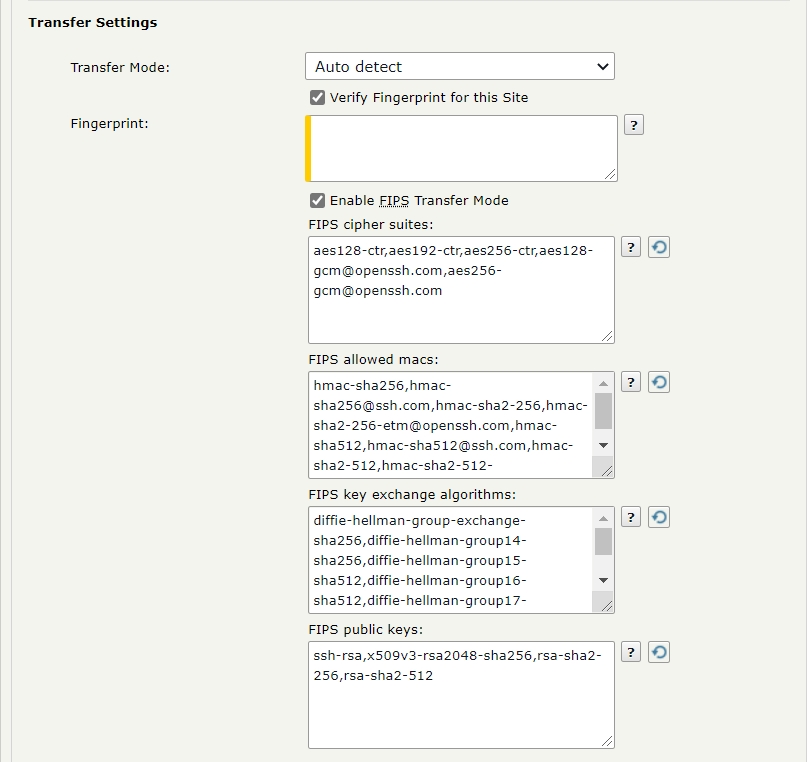 Transfer Settings
Transfer Mode:
Auto detect
Verify Fingerprint for this Site
Fingerprint:
?
Enable FIPS Transfer Mode
FIPS cipher suites:
aes128-ctr,aes192-ctr,aes256-ctr,aes128-
gcm@openssh.com,aes256-
gcm@openssh.com
?
FIPS allowed macs:
hmac-sha256,hmac-
sha256@ssh.com,hmac-sha2-256,hmac-
sha2-256-etm@openssh.com,hmac-
sha512,hmac-sha512@ssh.com,hmac-
sha2-512,hmac-sha2-512-
?
FIPS key exchange algorithms:
diffie-hellman-group-exchange-
sha256,diffie-hellman-group14-
sha256,diffie-hellman-group15-
sha512,diffie-hellman-group16-
sha512,diffie-hellman-group17-
?
FIPS public keys:
ssh-rsa,x509v3-rsa2048-sha256,rsa-sha2-
256,rsa-sha2-512
?